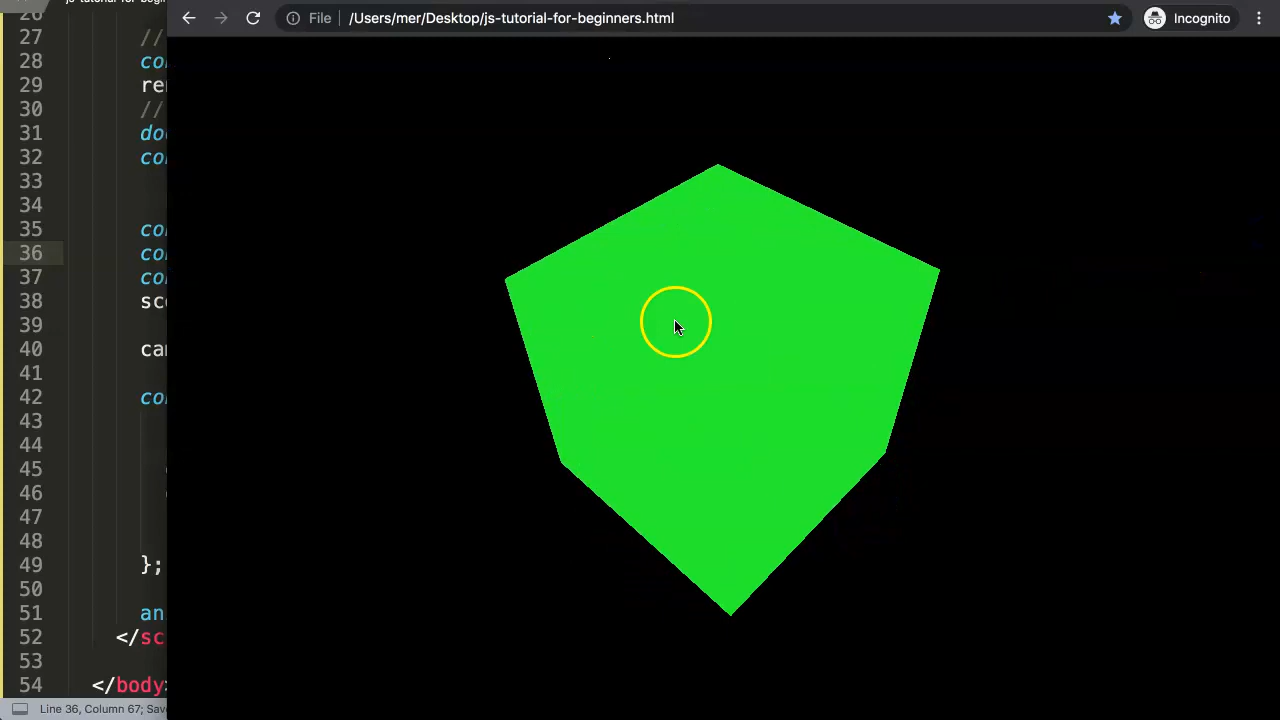 File /Users/mer/Desktop/js-tutorial-for-beginners.html Incognito
27 //
28 co
29 re
30 //
31 do
32 co
33
34
35 co
36 co
37 co
38 sc
39
40 ca
41
42 co
43
44
45
46
47
48
49 };
50
51 an
52 </sc
53
54 </body>
Line 36, Column 67; Save